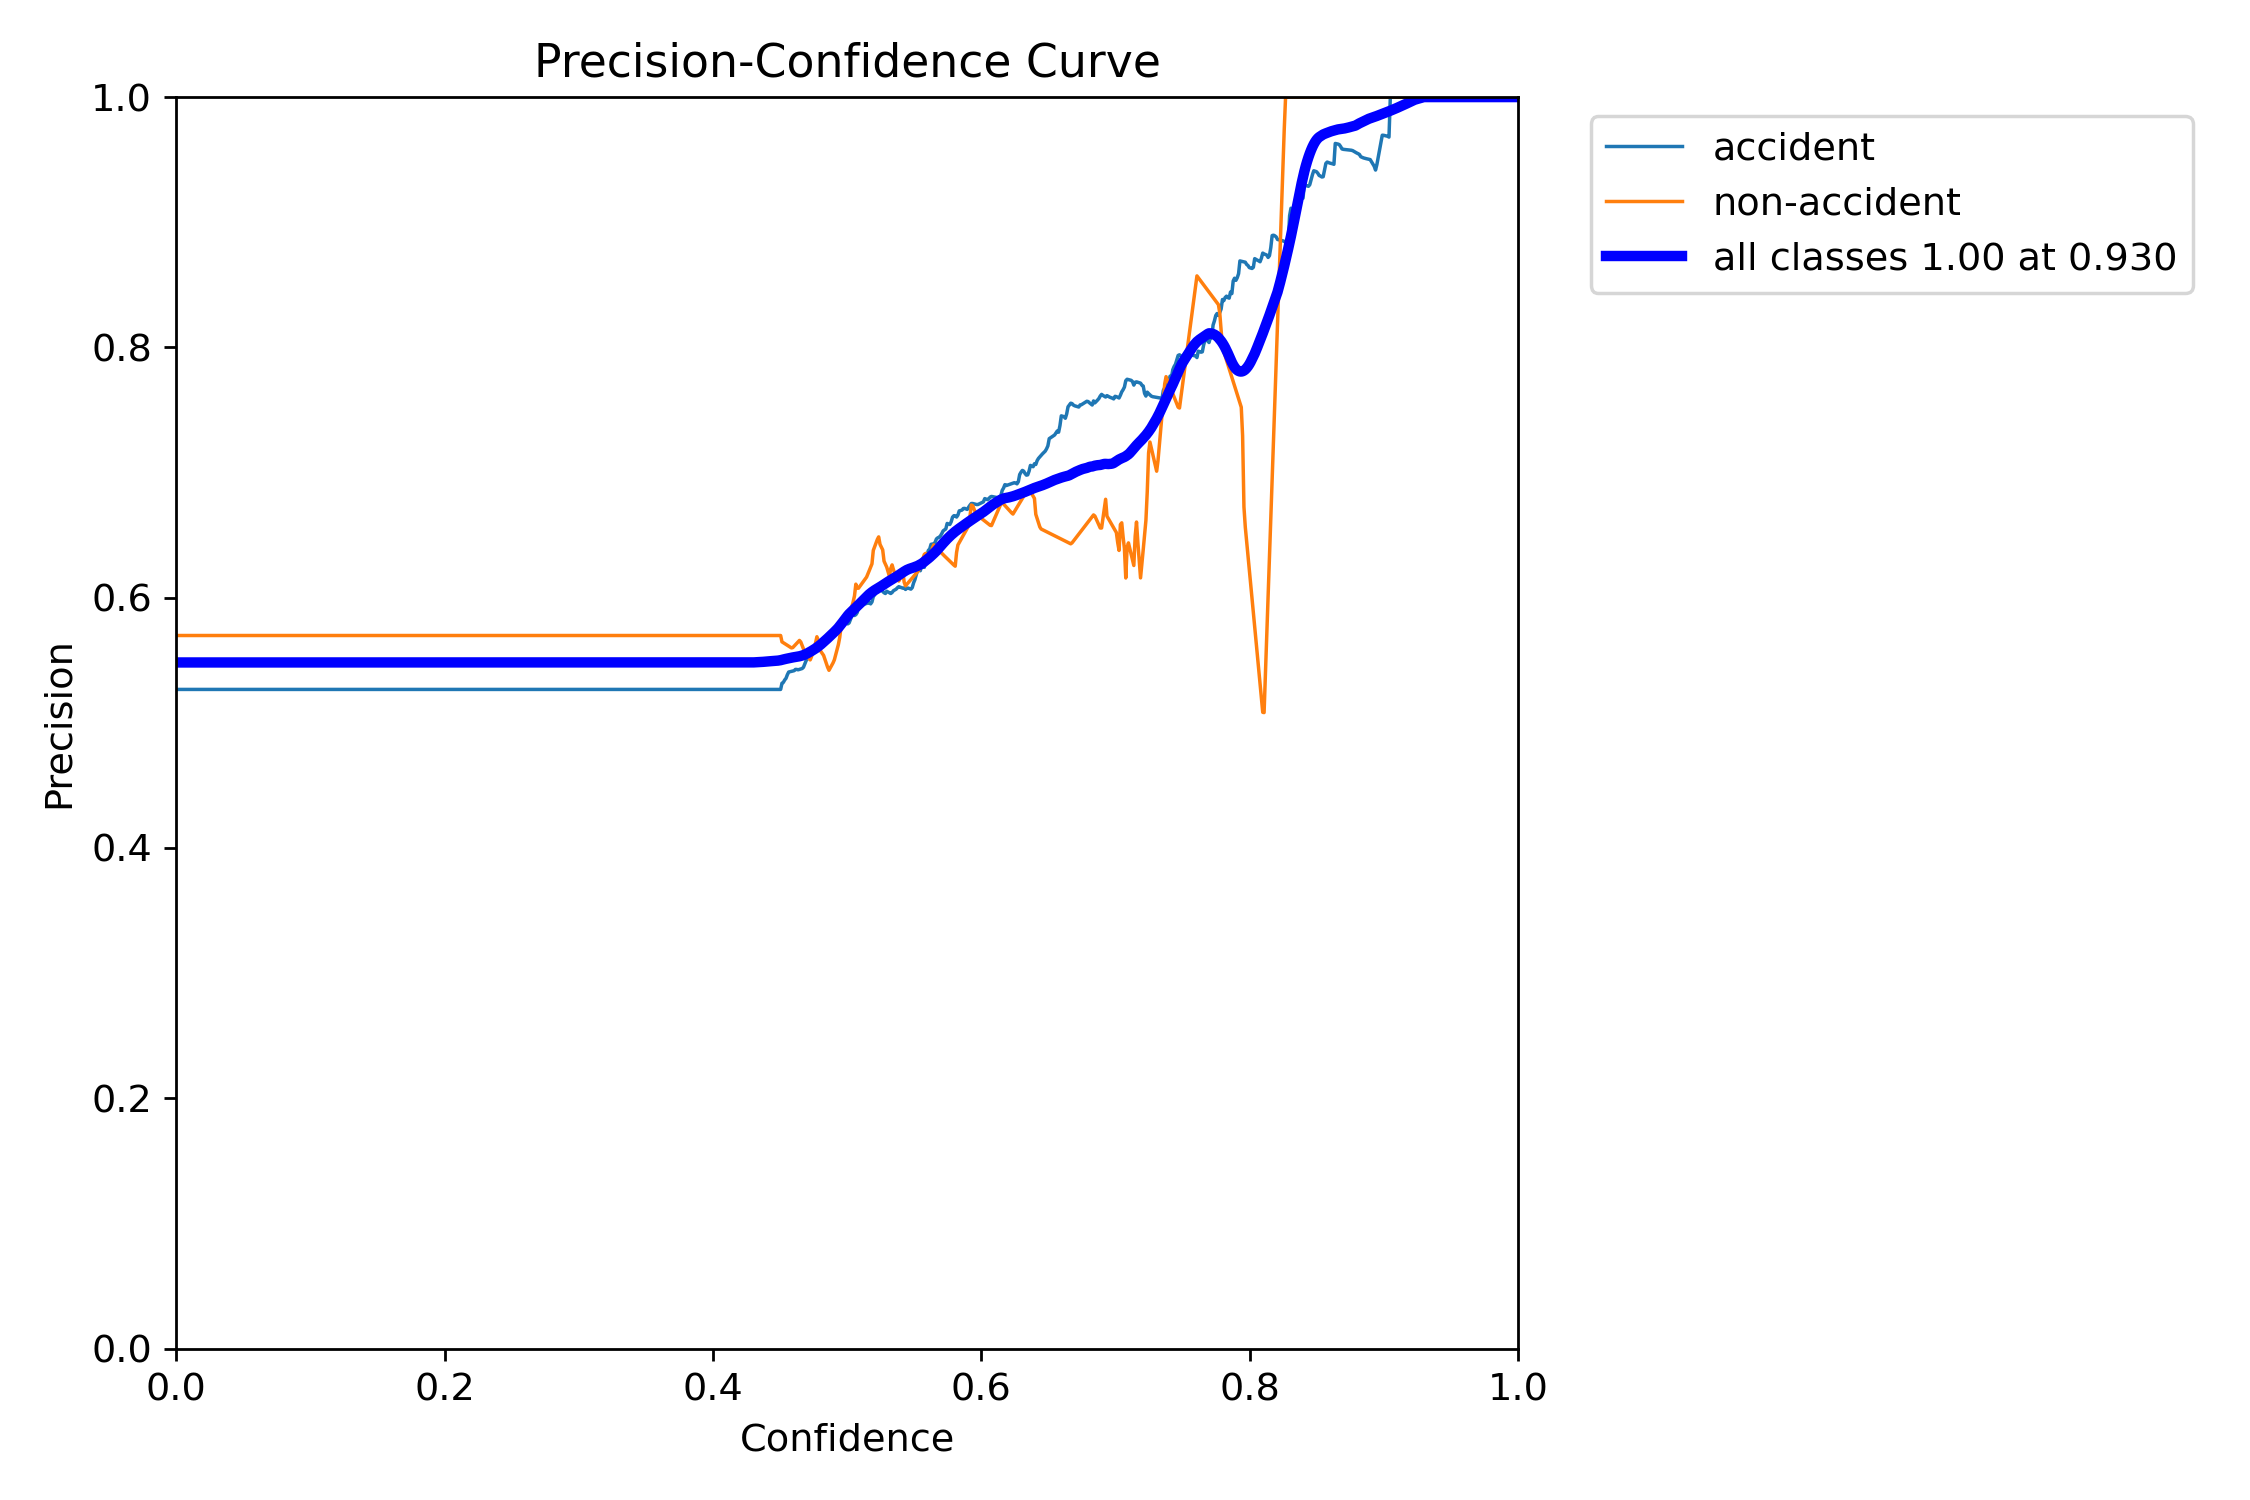 Precision-Confidence Curve
1.0
0.8
0.6
0.4
0.2
0.0
Precision
0.0 0.2 0.4 0.6 0.8 1.0
Confidence
accident
non-accident
all classes 1.00 at 0.930